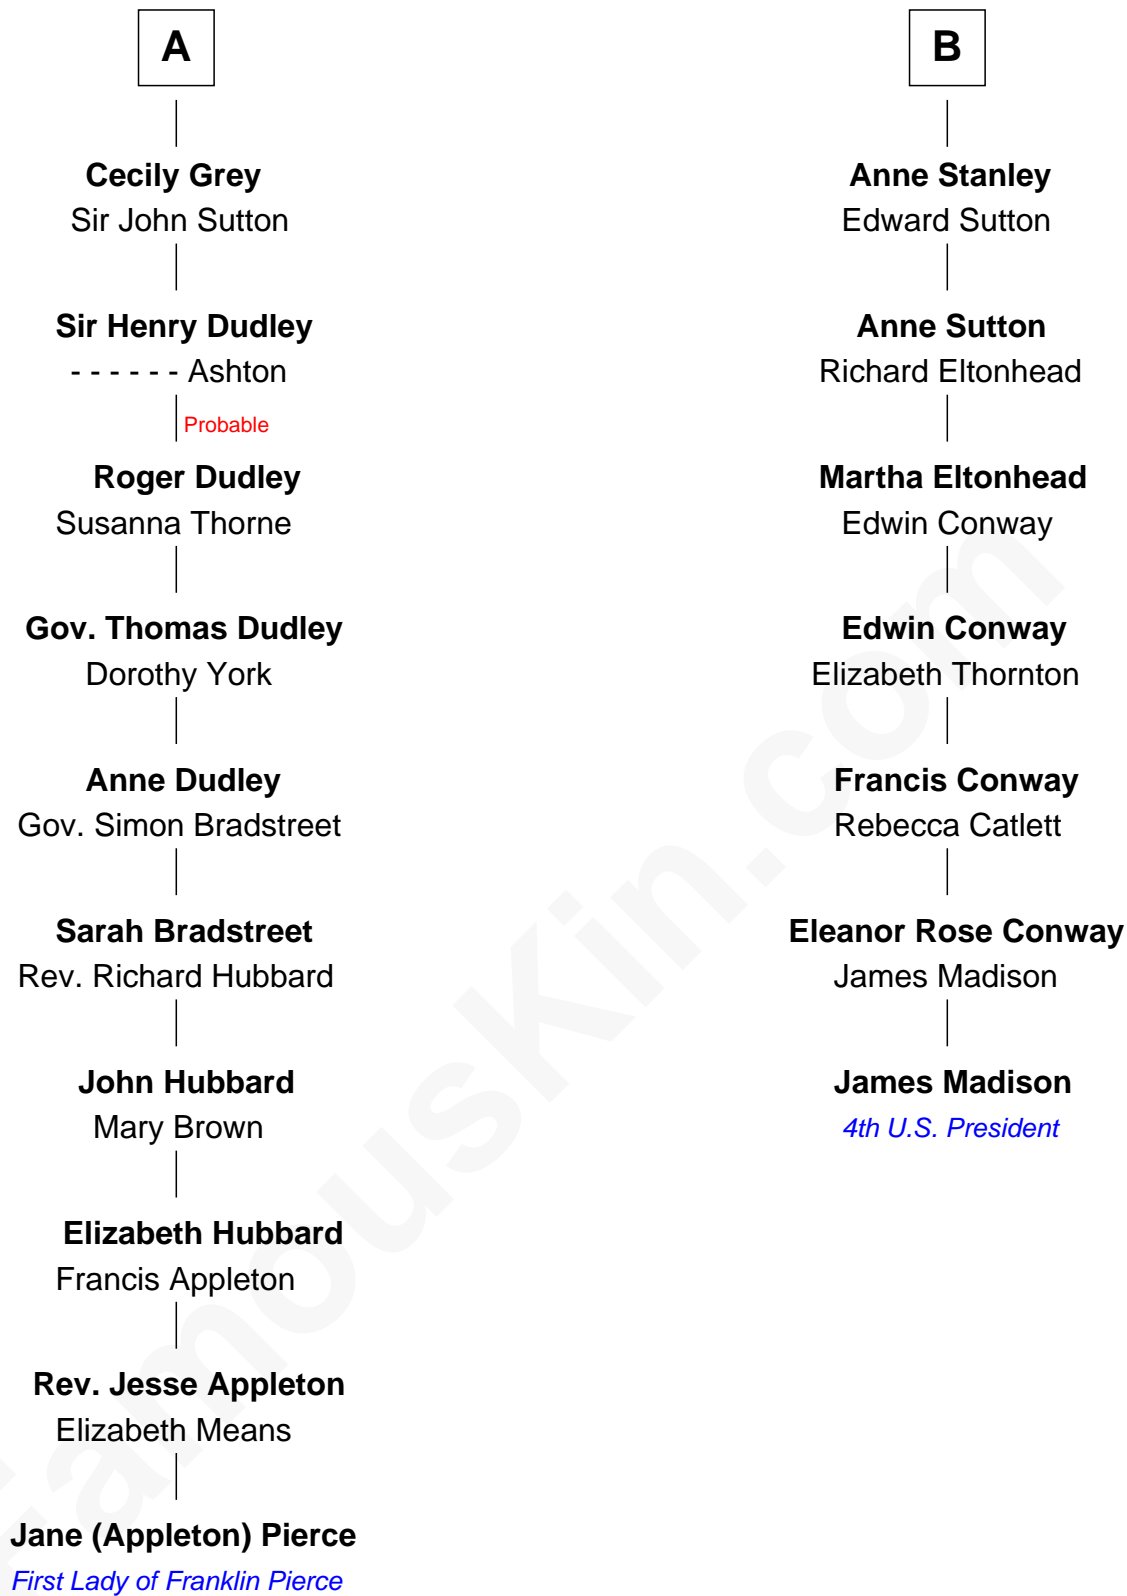 A
Cecily Grey
Sir John Sutton
Sir Henry Dudley
- - - - - - Ashton
Probable
Roger Dudley
Susanna Thorne
Gov. Thomas Dudley
Dorothy York
Anne Dudley
Gov. Simon Bradstreet
Sarah Bradstreet
Rev. Richard Hubbard
John Hubbard
Mary Brown
Elizabeth Hubbard
Francis Appleton
Rev. Jesse Appleton
Elizabeth Means
Jane (Appleton) Pierce
First Lady of Franklin Pierce
B
Anne Stanley
Edward Sutton
Anne Sutton
Richard Eltonhead
Martha Eltonhead
Edwin Conway
Edwin Conway
Elizabeth Thornton
Francis Conway
Rebecca Catlett
Eleanor Rose Conway
James Madison
James Madison
4th U.S. President
FamousKin.com